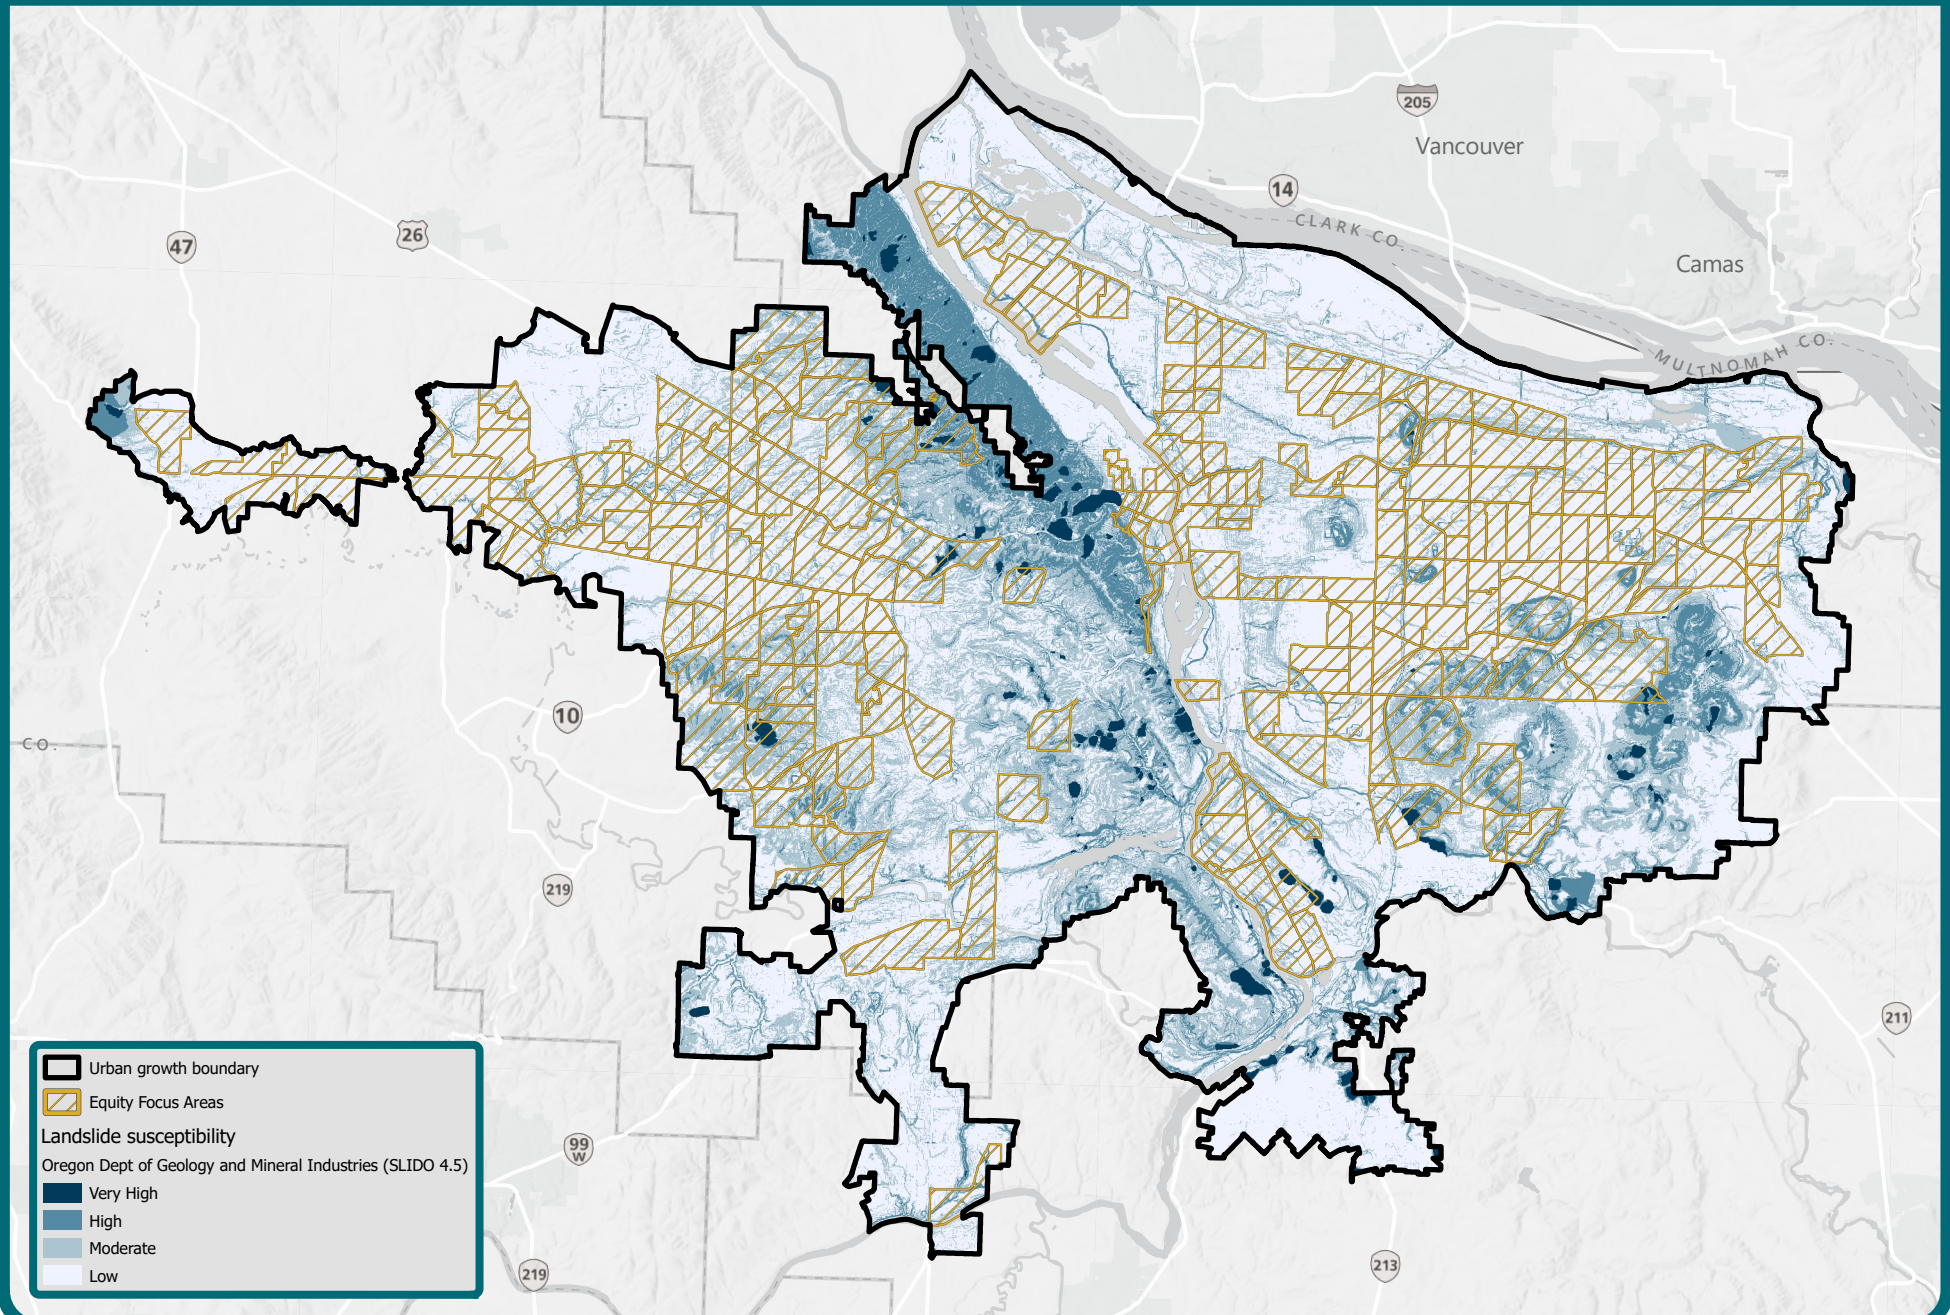 205
Vancouver
14
CLARK CO.
47
26
Camas
MULTNOMAH CO.
10
CO.
219
211
Urban growth boundary
Equity Focus Areas
Landslide susceptibility
Oregon Dept of Geology and Mineral Industries (SLIDO 4.5)
Very High
High
Moderate
Low
99
W
219
213